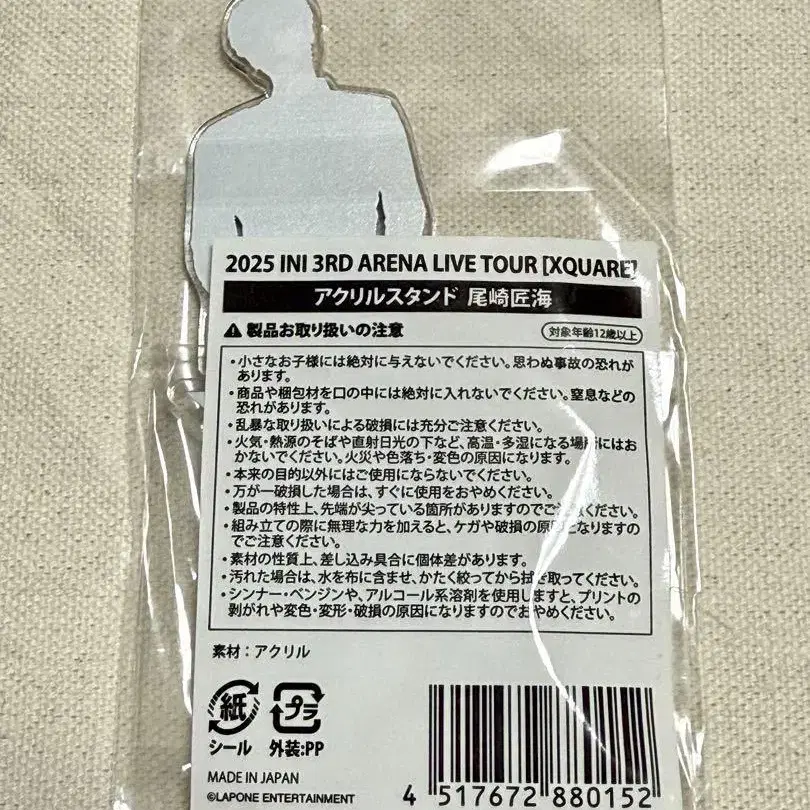 2025 INI 3RD ARENA LIVE TOUR [XQUARE]
アクリルスタンド 尾崎匠海
製品お取り扱いの注意
対象年齢12歳以上
・小さなお子様には絶対に与えないでください。思わぬ事故の恐れが
あります。
・商品や梱包材を口の中には絶対に入れないでください。窒息などの
恐れがあります。
・乱暴な取り扱いによる破損には充分ご注意ください。
・火気・熱源のそばや直射日光の下など、高温・多湿になる場所にはお
かないでください。火災や色落ち・変色の原因になります。
・本来の目的以外にはご使用にならないでください。
・万が一破損した場合は、すぐに使用をおやめください。
・製品の特性上、先端が尖っている箇所がありますのでご注意ください。
・組み立ての際に無理な力を加えると、ケガや破損の原因となりますの
でご注意ください。
・素材の性質上、差し込み具合に個体差があります。
・汚れた場合は、水を布に含ませ、かたく絞ってから拭き取ってください。
・シンナー・ベンジンや、アルコール系溶剤を使用しますと、プリントの
剥がれや変色・変形・破損の原因になりますのでおやめください。
素材：アクリル
紙 プラ
シール 外装:PP
MADE IN JAPAN
©LAPONE ENTERTAINMENT
4 517672 880152